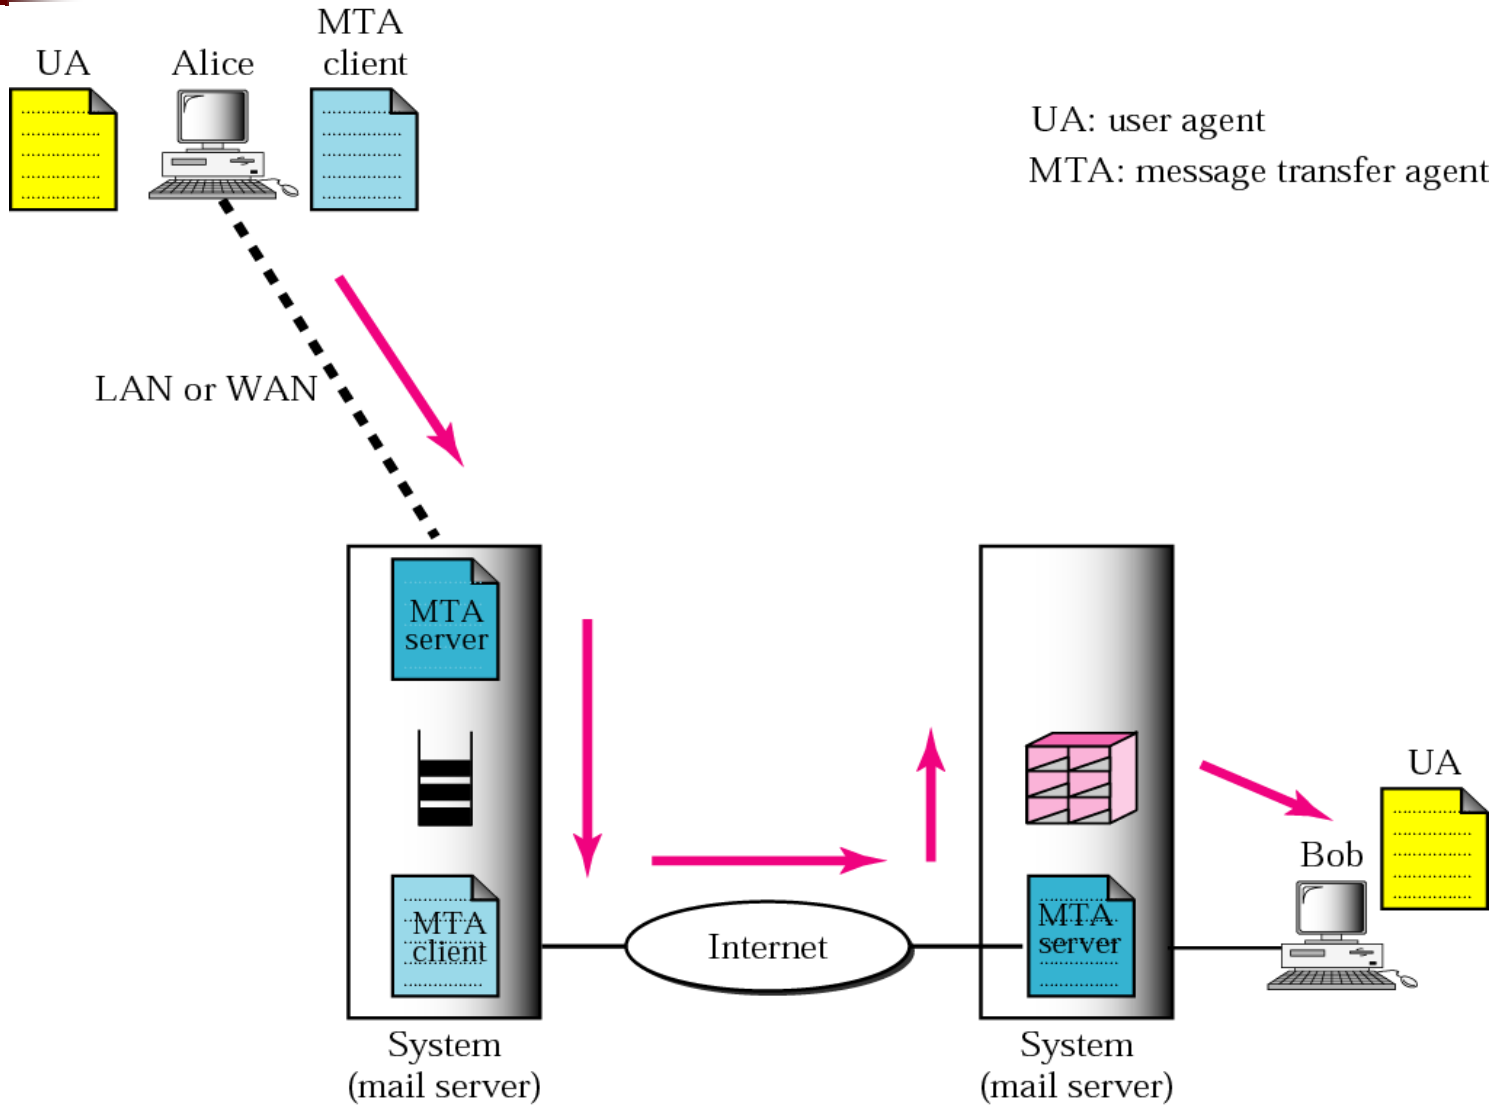 MTA
client
UA
Alice
UA: user agent
MTA: message transfer agent
LAN or WAN
MTA
server
MTA
client
Internet
MTA
server
UA
Bob
System
(mail server)
System
(mail server)